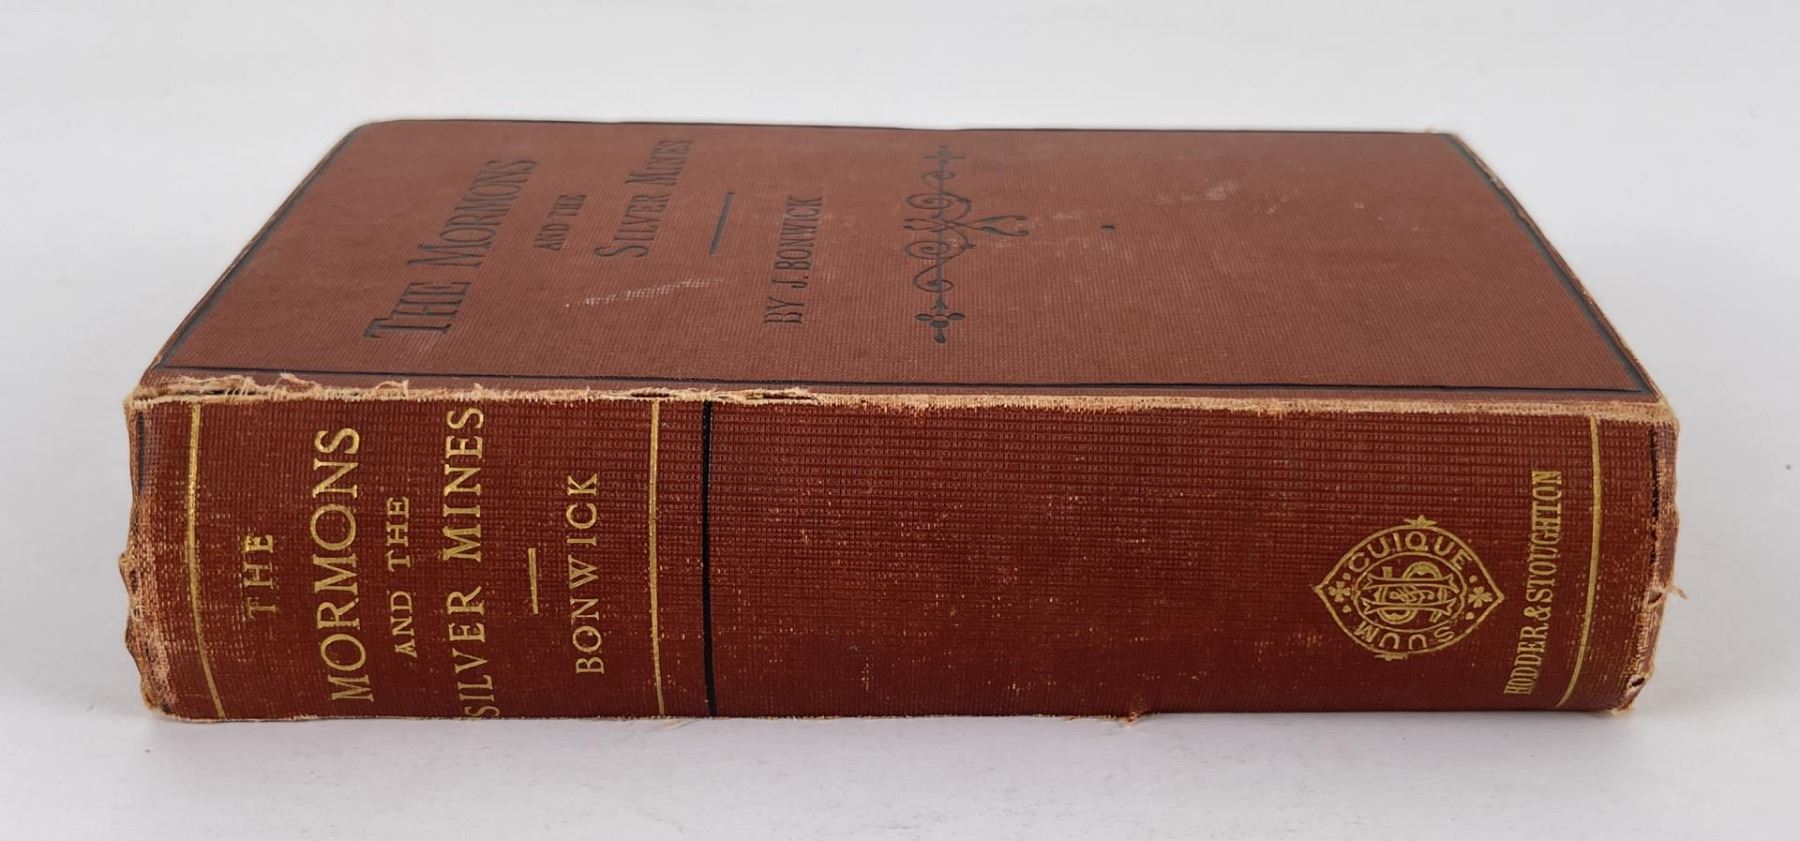 THE MORMONS
AND THE
SILVER MINES
BY J. BONWICK
THE
MORMONS
AND THE
SILVER MINES
BONWICK
SUUM CUIQUE
HODDER & STOUGHTON